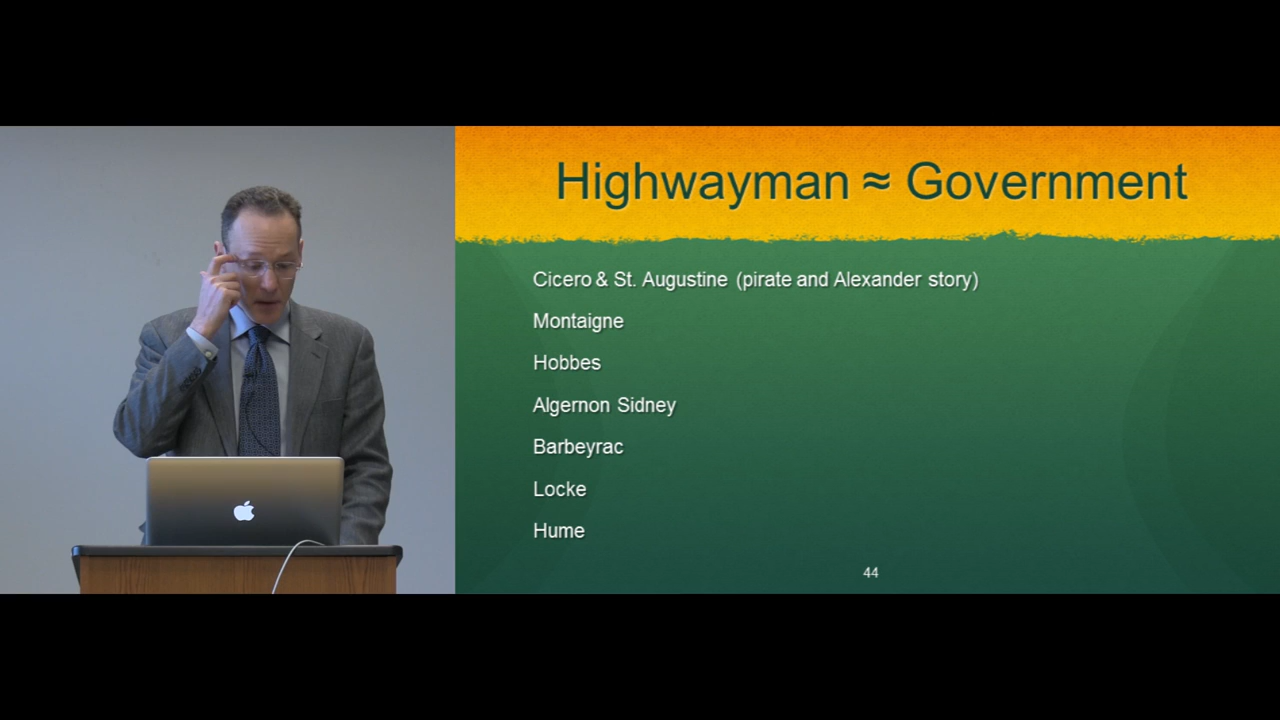 Highwayman ≈ Government
Cicero & St. Augustine (pirate and Alexander story)
Montaigne
Hobbes
Algernon Sidney
Barbeyrac
Locke
Hume
44